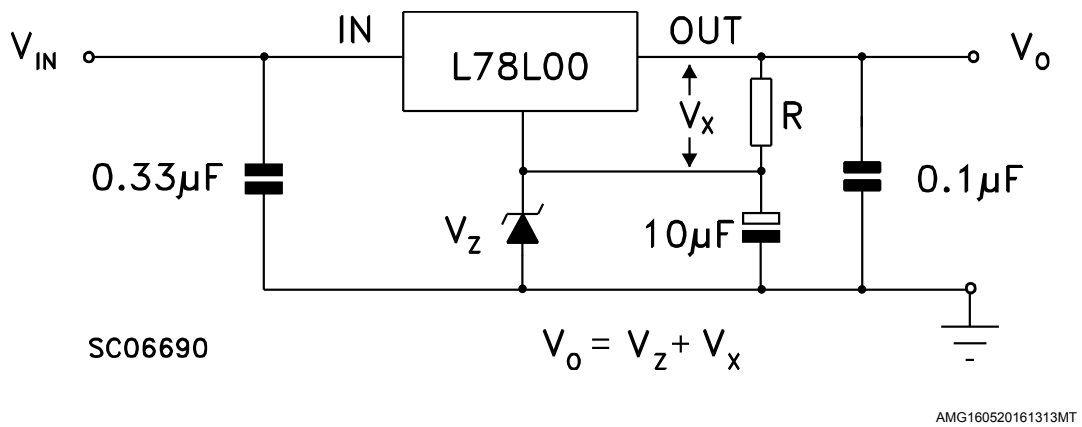 IN
OUT
V_IN
L78L00
V_O
V_X
R
0.33µF
0.1µF
V_Z
10µF
V_O = V_Z + V_X
SC06690
AMG160520161313MT